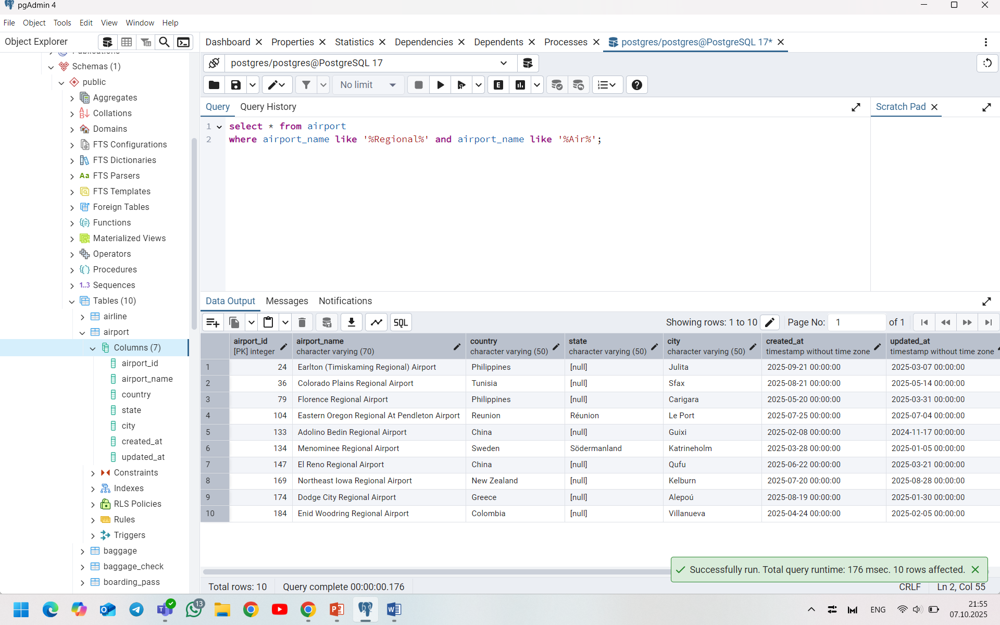 pgAdmin 4
File Object Tools Edit View Window Help
Object Explorer
Dashboard Properties Statistics Dependencies Dependents Processes postgres/postgres@PostgreSQL 17*
Publications
Schemas (1)
public
Aggregates
Collations
Domains
FTS Configurations
FTS Dictionaries
Aa FTS Parsers
FTS Templates
Foreign Tables
Functions
Materialized Views
Operators
Procedures
1..3 Sequences
Tables (10)
airline
airport
Columns (7)
airport_id
airport_name
country
state
city
created_at
updated_at
Constraints
Indexes
RLS Policies
Rules
Triggers
baggage
baggage_check
boarding_pass
postgres/postgres@PostgreSQL 17
No limit E
Query Query History
Scratch Pad
1 select * from airport
2 where airport_name like '%Regional%' and airport_name like '%Air%';
Data Output Messages Notifications
SQL Showing rows: 1 to 10 Page No: 1 of 1
airport_id airport_name country state city created_at updated_at
[PK] integer character varying (70) character varying (50) character varying (50) character varying (50) timestamp without time zone timestamp without time zone
1 24 Earlton (Timiskaming Regional) Airport Philippines [null] Julita 2025-09-21 00:00:00 2025-03-07 00:00:00
2 36 Colorado Plains Regional Airport Tunisia [null] Sfax 2025-08-21 00:00:00 2025-05-14 00:00:00
3 79 Florence Regional Airport Philippines [null] Carigara 2025-05-20 00:00:00 2025-03-31 00:00:00
4 104 Eastern Oregon Regional At Pendleton Airport Reunion Réunion Le Port 2025-07-25 00:00:00 2025-07-04 00:00:00
5 133 Adolino Bedin Regional Airport China [null] Guixi 2025-02-08 00:00:00 2024-11-17 00:00:00
6 134 Menominee Regional Airport Sweden Södermanland Katrineholm 2025-03-28 00:00:00 2025-01-05 00:00:00
7 147 El Reno Regional Airport China [null] Qufu 2025-06-22 00:00:00 2025-03-21 00:00:00
8 169 Northeast Iowa Regional Airport New Zealand [null] Kelburn 2025-07-20 00:00:00 2025-08-28 00:00:00
9 174 Dodge City Regional Airport Greece [null] Alepoú 2025-08-19 00:00:00 2025-01-30 00:00:00
10 184 Enid Woodring Regional Airport Colombia [null] Villanueva 2025-04-24 00:00:00 2025-02-05 00:00:00
Successfully run. Total query runtime: 176 msec. 10 rows affected.
Total rows: 10 Query complete 00:00:00.176 CRLF Ln 2, Col 55
13
ENG
21:55
07.10.2025